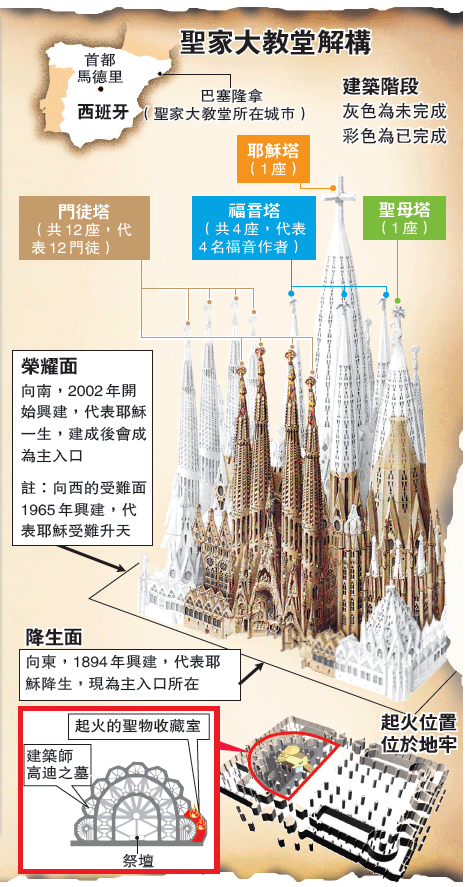 聖家大教堂解構
首都
馬德里
西班牙
巴塞隆拿
（聖家大教堂所在城市）
建築階段
灰色為未完成
彩色為已完成
耶穌塔
（1座）
門徒塔
（共12座，代
表12門徒）
福音塔
（共4座，代表
4名福音作者）
聖母塔
（1座）
榮耀面
向南，2002年開
始興建，代表耶穌
一生，建成後會成
為主入口
註：向西的受難面
1965年興建，代
表耶穌受難升天
降生面
向東，1894年興建，代表耶
穌降生，現為主入口所在
起火位置
位於地牢
起火的聖物收藏室
建築師
高迪之墓
祭壇